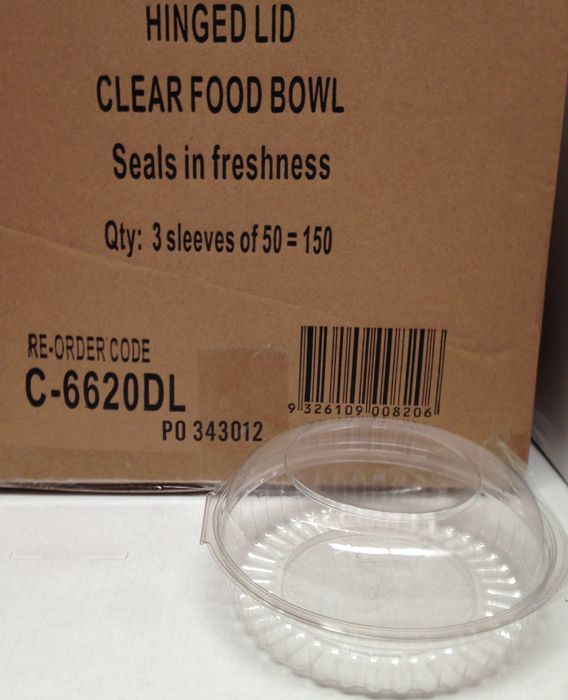 HINGED LID
CLEAR FOOD BOWL
Seals in freshness
Qty: 3 sleeves of 50 = 150
RE-ORDER CODE
C-6620DL
PO 343012
9 326109 008206